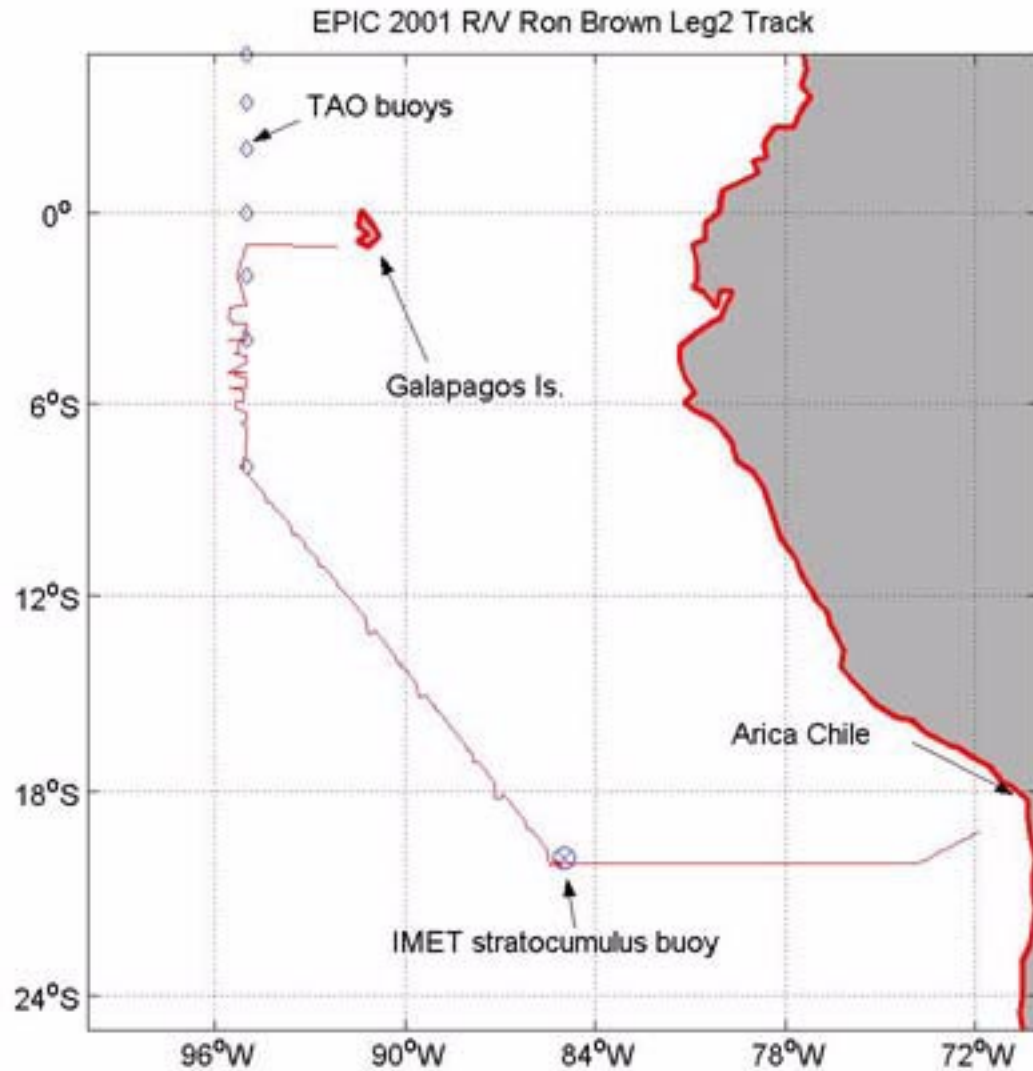 EPIC 2001 R/V Ron Brown Leg2 Track
TAO buoys
0°
Galapagos Is.
6°S
12°S
Arica Chile
18°S
IMET stratocumulus buoy
24°S
96°W 90°W 84°W 78°W 72°W